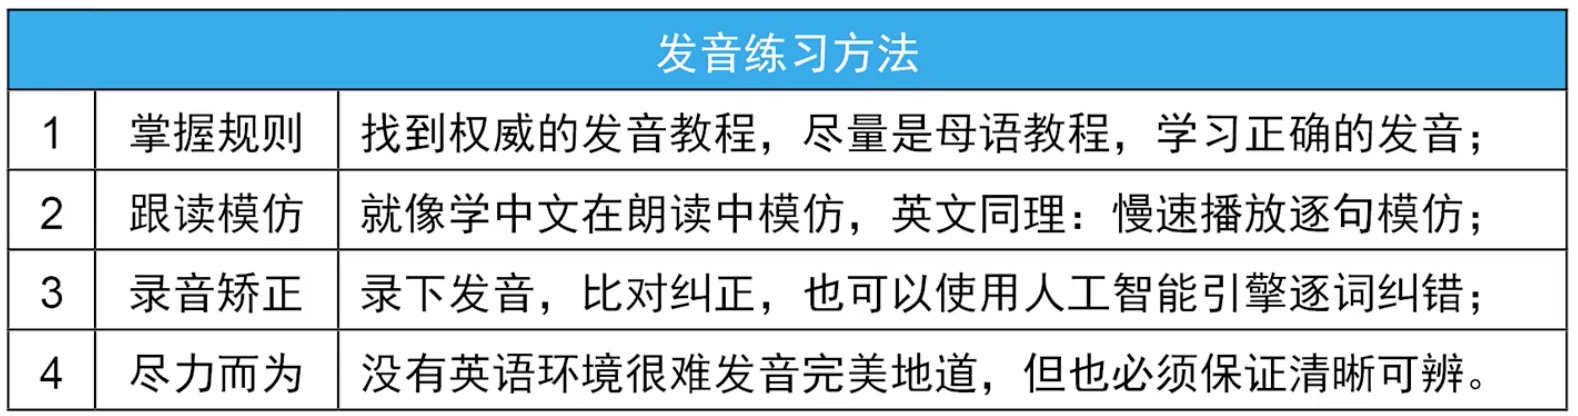 发音练习方法
1 掌握规则 找到权威的发音教程，尽量是母语教程，学习正确的发音；
2 跟读模仿 就像学中文在朗读中模仿，英文同理：慢速播放逐句模仿；
3 录音矫正 录下发音，比对纠正，也可以使用人工智能引擎逐词纠错；
4 尽力而为 没有英语环境很难发音完美地道，但也必须保证清晰可辨。